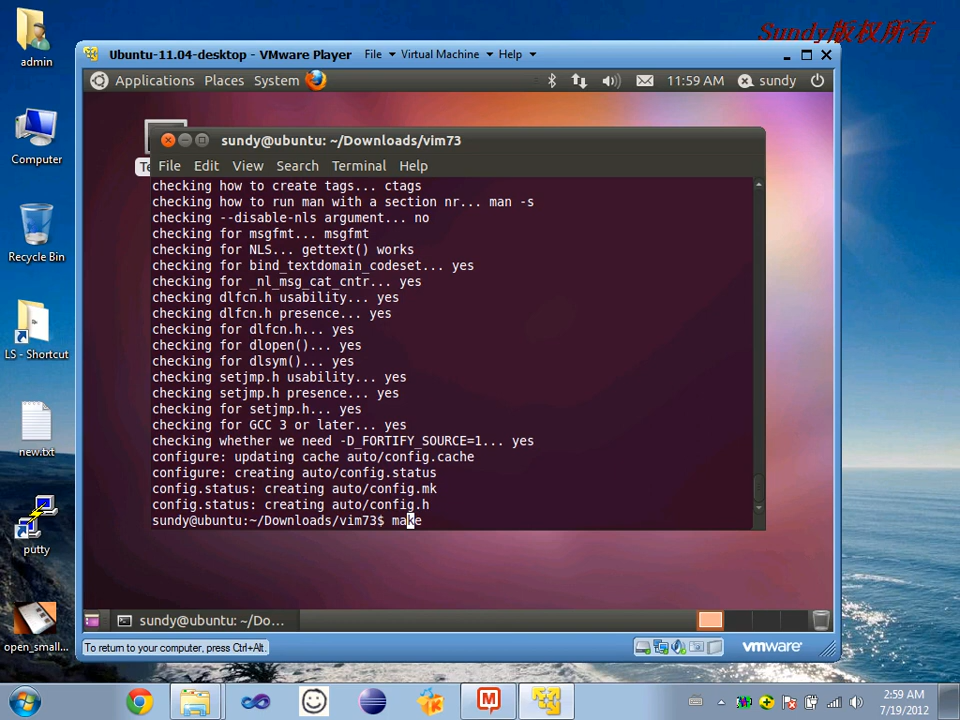 Sundy版权所有
admin
Computer
Recycle Bin
LS - Shortcut
new.txt
putty
open_small...
Ubuntu-11.04-desktop - VMware Player File Virtual Machine Help
Applications Places System 11:59 AM sundy
Te
sundy@ubuntu: ~/Downloads/vim73
File Edit View Search Terminal Help
checking how to create tags... ctags
checking how to run man with a section nr... man -s
checking --disable-nls argument... no
checking for msgfmt... msgfmt
checking for NLS... gettext() works
checking for bind_textdomain_codeset... yes
checking for _nl_msg_cat_cntr... yes
checking dlfcn.h usability... yes
checking dlfcn.h presence... yes
checking for dlfcn.h... yes
checking for dlopen()... yes
checking for dlsym()... yes
checking setjmp.h usability... yes
checking setjmp.h presence... yes
checking for setjmp.h... yes
checking for GCC 3 or later... yes
checking whether we need -D_FORTIFY_SOURCE=1... yes
configure: updating cache auto/config.cache
configure: creating auto/config.status
config.status: creating auto/config.mk
config.status: creating auto/config.h
sundy@ubuntu:~/Downloads/vim73$ make
sundy@ubuntu: ~/Do...
To return to your computer, press Ctrl+Alt.
vmware
2:59 AM
7/19/2012